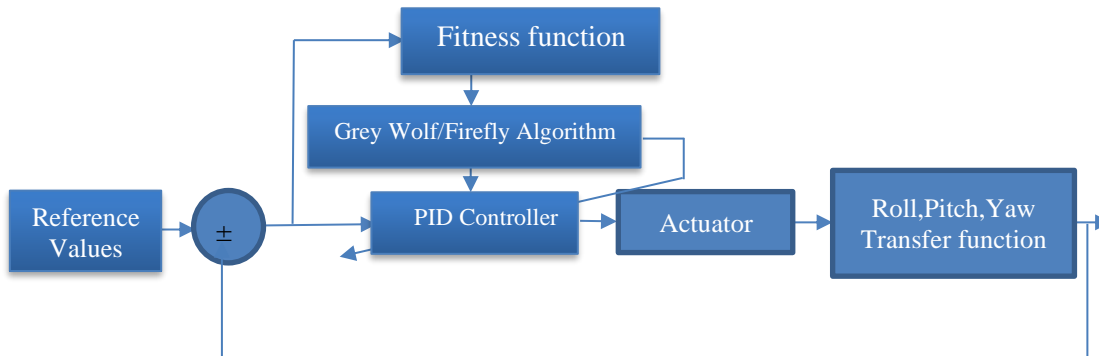 Fitness function
Grey Wolf/Firefly Algorithm
Reference
Values
±
PID Controller
Actuator
Roll,Pitch,Yaw
Transfer function